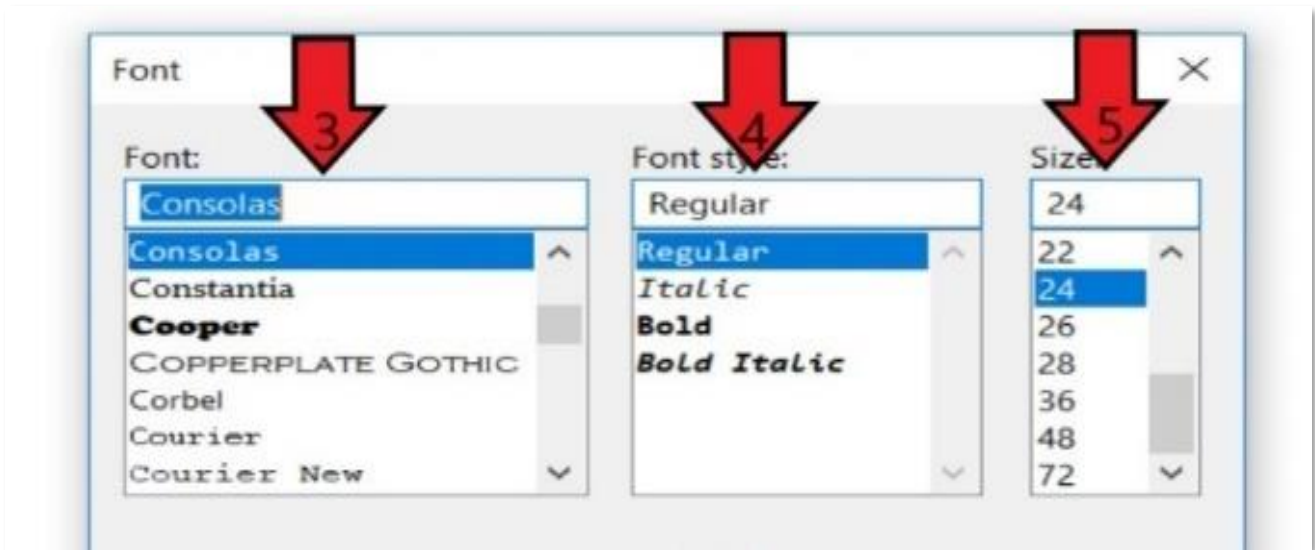 Font
3
4
5
Font:
Font style:
Size:
Consolas
Regular
24
Consolas
Constantia
Cooper
COPPERPLATE GOTHIC
Corbel
Courier
Courier New
Regular
Italic
Bold
Bold Italic
22
24
26
28
36
48
72